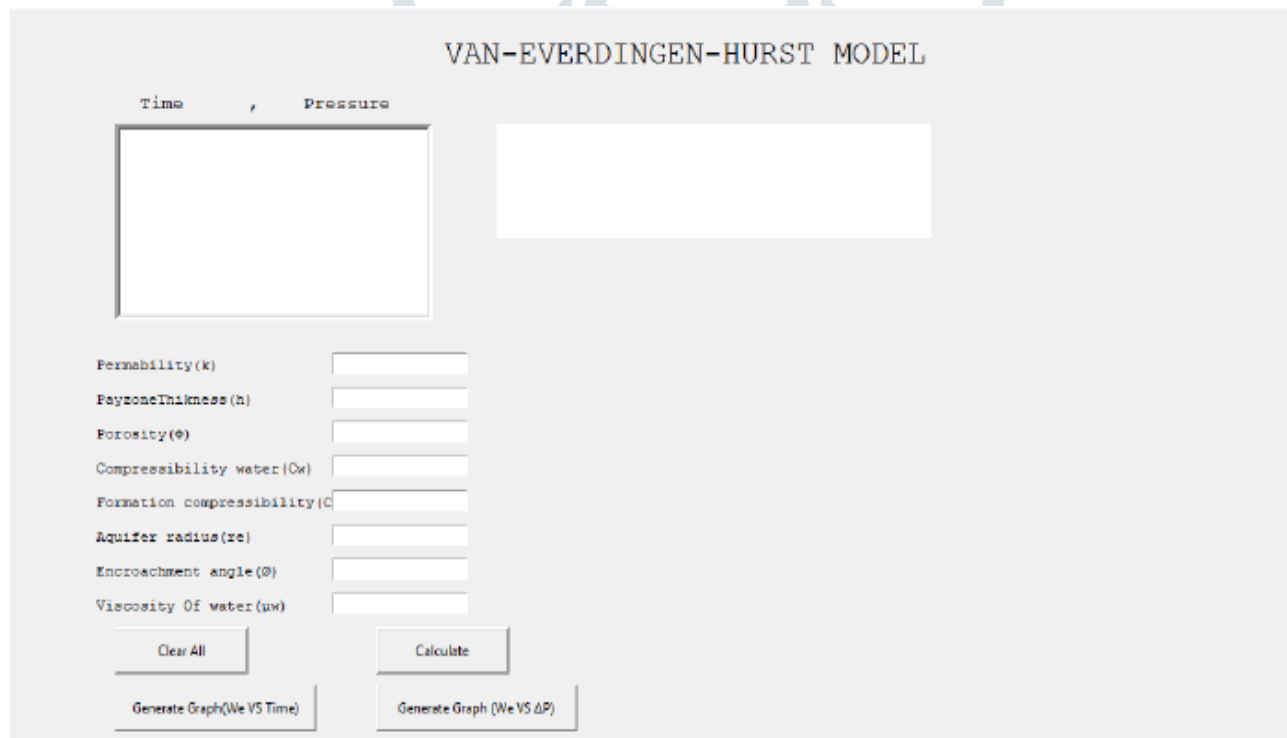 VAN-EVERDINGEN-HURST MODEL
Time , Pressure
Permability(k)
PayzoneThikness(h)
Porosity(Φ)
Compressibility water(Cw)
Formation compressibility(C
Aquifer radius(re)
Encroachment angle(Ø)
Viscosity Of water(μw)
Clear All Calculate
Generate Graph(We VS Time) Generate Graph (We VS ΔP)